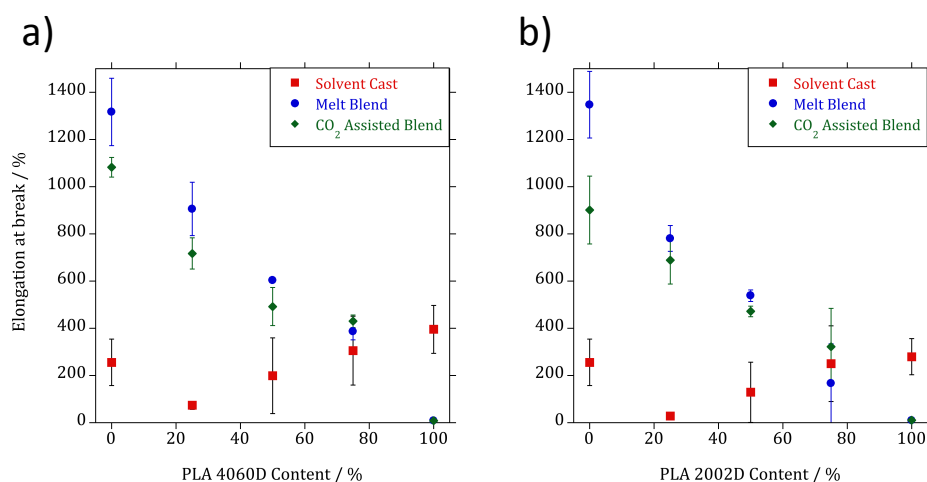 a)
Solvent Cast
Melt Blend
CO2 Assisted Blend
Elongation at break / %
1400
1200
1000
800
600
400
200
0
0 20 40 60 80 100
PLA 4060D Content / %
b)
Solvent Cast
Melt Blend
CO2 Assisted Blend
1400
1200
1000
800
600
400
200
0
0 20 40 60 80 100
PLA 2002D Content / %